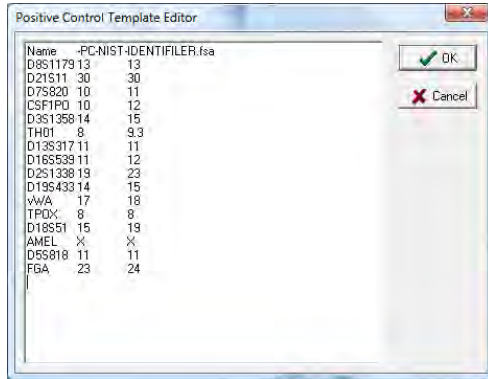 Positive Control Template Editor
Name -PC-NIST-IDENTIFILER.fsa
D8S1179 13 13
D21S11 30 30
D7S820 10 11
CSF1PO 10 12
D3S1358 14 15
TH01 8 9.3
D13S317 11 11
D16S539 11 12
D2S1338 19 23
D19S433 14 15
vWA 17 18
TPOX 8 8
D18S51 15 19
AMEL X X
D5S818 11 11
FGA 23 24
OK
Cancel